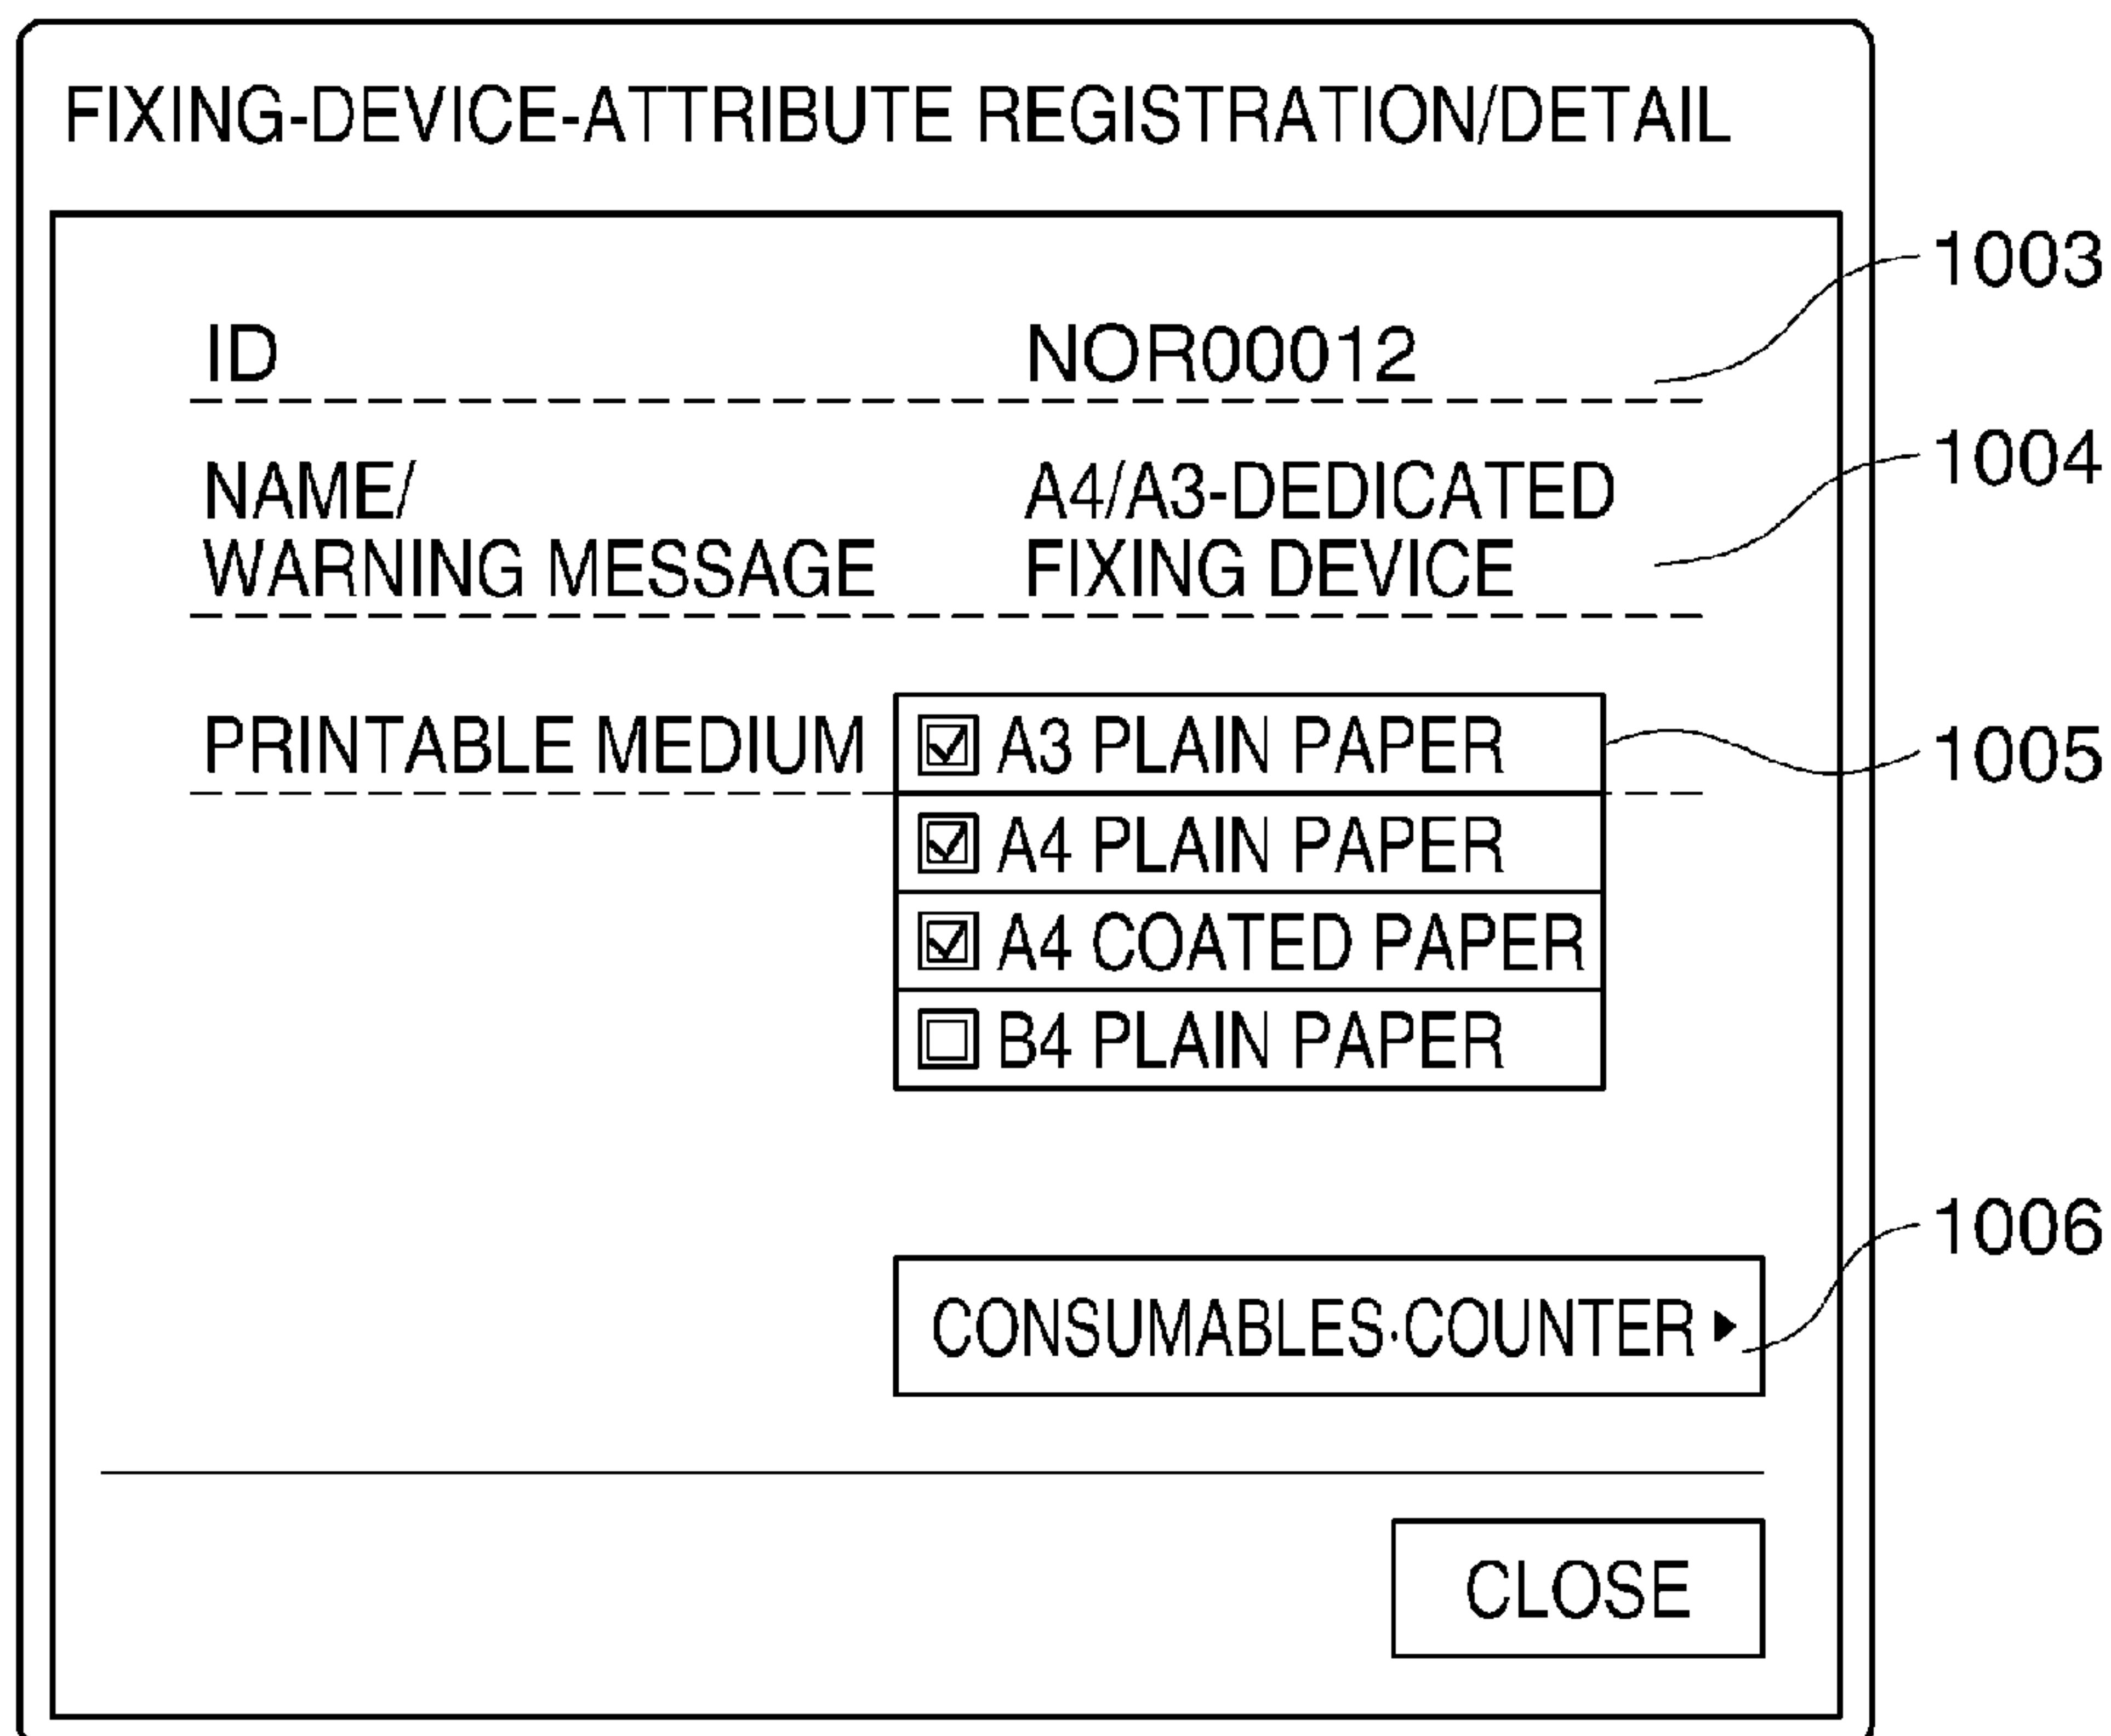 FIXING-DEVICE-ATTRIBUTE REGISTRATION/DETAIL
1003
ID NOR00012
1004
NAME/ A4/A3-DEDICATED
WARNING MESSAGE FIXING DEVICE
PRINTABLE MEDIUM A3 PLAIN PAPER 1005
A4 PLAIN PAPER
A4 COATED PAPER
B4 PLAIN PAPER
1006
CONSUMABLES·COUNTER ▶
CLOSE